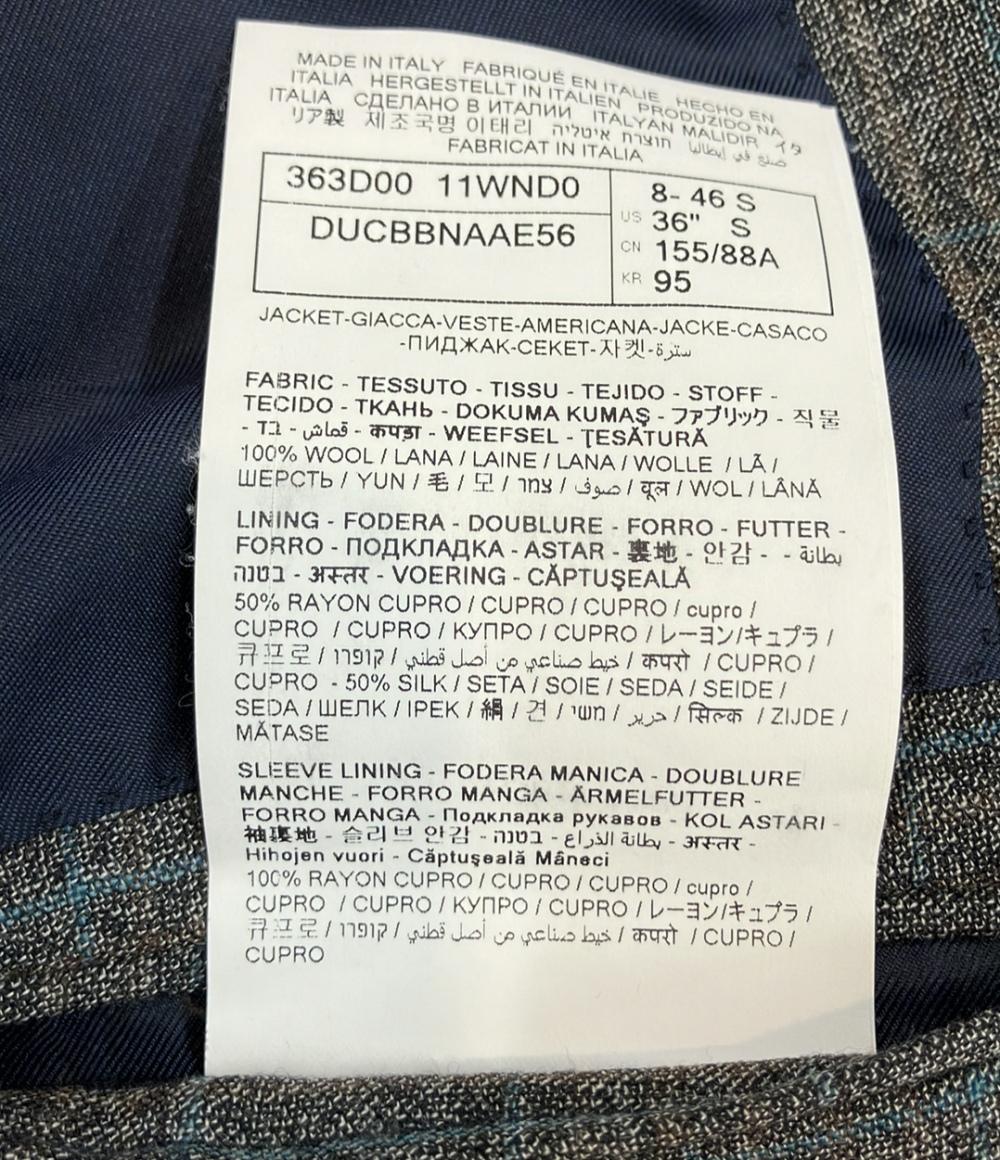 MADE IN ITALY FABRIQUÉ EN ITALIE HECHO EN
ITALIA HERGESTELLT IN ITALIEN PRODUZIDO NA
ITALIA СДЕЛАНО В ИТАЛИИ ITALYAN MALIDIR イタ
リア製 제조국명 이태리 תוצרת איטליה صنع في إيطاليا
FABRICAT IN ITALIA
363D00 11WND0
DUCBBNAAE56
8- 46 S
US 36" S
CN 155/88A
KR 95
JACKET-GIACCA-VESTE-AMERICANA-JACKE-CASACO
-ПИДЖАК-CEKET-자켓-سترة
FABRIC - TESSUTO - TISSU - TEJIDO - STOFF -
TECIDO - ТКАНЬ - DOKUMA KUMAŞ - ファブリック - 직물
- בד - قماش - कपड़ा - WEEFSEL - ŢESĂTURĂ
100% WOOL / LANA / LAINE / LANA / WOLLE / LÃ /
ШЕРСТЬ / YUN / 毛 / 모 / צמר / صوف / वूल / WOL / LÂNĂ
LINING - FODERA - DOUBLURE - FORRO - FUTTER -
FORRO - ПОДКЛАДКА - ASTAR - 裏地 - 안감 - - بطانة
בטנה - अस्तर - VOERING - CĂPTUŞEALĂ
50% RAYON CUPRO / CUPRO / CUPRO / cupro /
CUPRO / CUPRO / КУПРО / CUPRO / レーヨン/キュプラ /
큐프로 / קופרו / خيط صناعي من أصل قطني / कपरो / CUPRO /
CUPRO - 50% SILK / SETA / SOIE / SEDA / SEIDE /
SEDA / ШЕЛК / IPEK / 絹 / 견 / משי / حرير / सिल्क / ZIJDE /
MĂTASE
SLEEVE LINING - FODERA MANICA - DOUBLURE
MANCHE - FORRO MANGA - ÄRMELFUTTER -
FORRO MANGA - Подкладка рукавов - KOL ASTARI -
袖裏地 - 슬리브 안감 - בטנה - بطانة الذراع - अस्तर -
Hihojen vuori - Căptuşeală Mâneci
100% RAYON CUPRO / CUPRO / CUPRO / cupro /
CUPRO / CUPRO / КУПРО / CUPRO / レーヨン/キュプラ /
큐프로 / קופרו / خيط صناعي من أصل قطني / कपरो / CUPRO /
CUPRO